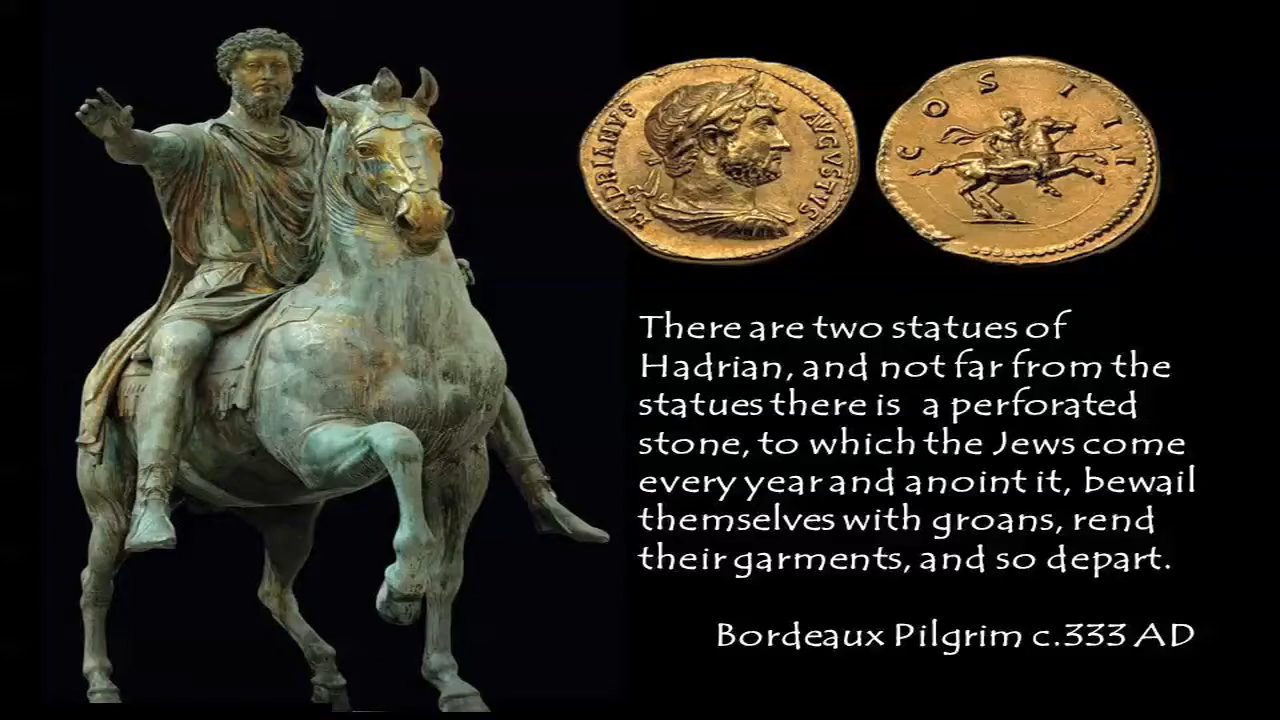 HADRIANVS AVGVSTVS
COS III
There are two statues of
Hadrian, and not far from the
statues there is a perforated
stone, to which the Jews come
every year and anoint it, bewail
themselves with groans, rend
their garments, and so depart.
Bordeaux Pilgrim c.333 AD